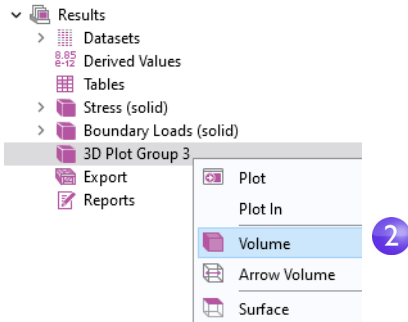 Results
Datasets
8.85
e-12 Derived Values
Tables
Stress (solid)
Boundary Loads (solid)
3D Plot Group 3
Export
Reports
Plot
Plot In
Volume
2
Arrow Volume
Surface